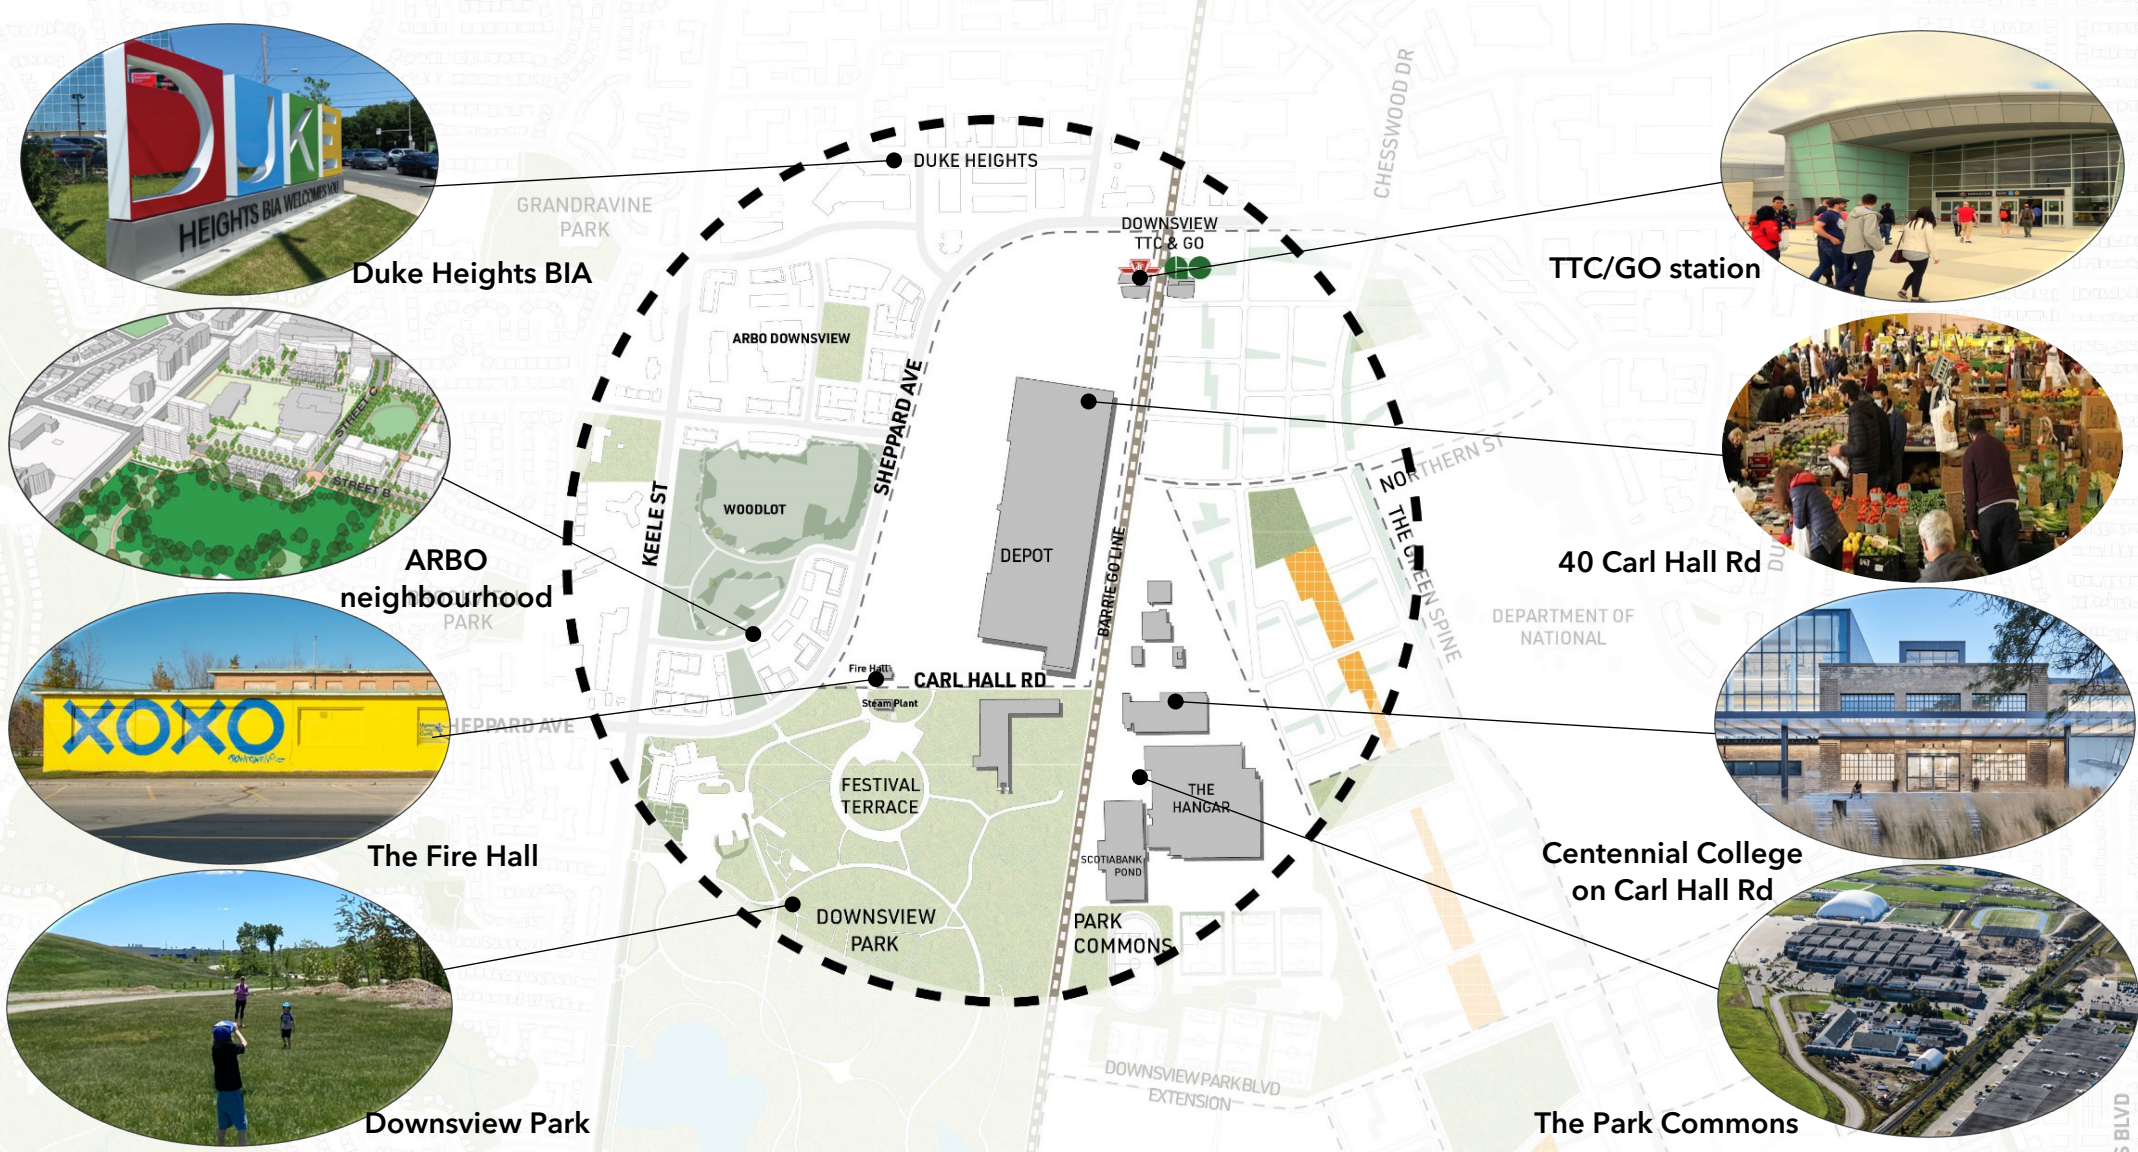 DUKE
HEIGHTS BIA WELCOMES YOU
Duke Heights BIA
STREET C
STREET B
ARBO
neighbourhood
XOXO
The Fire Hall
Downsview Park
GRANDRAVINE
PARK
PARK
SHEPPARD AVE
DUKE HEIGHTS
DOWNSVIEW
TTC & GO
CHESSWOOD DR
ARBO DOWNSVIEW
SHEPPARD AVE
KEELE ST
WOODLOT
DEPOT
BARRIE GO LINE
NORTHERN ST
THE GREEN SPINE
DEPARTMENT OF
NATIONAL
Fire Hall
CARL HALL RD
Steam Plant
FESTIVAL
TERRACE
THE
HANGAR
SCOTIABANK
POND
DOWNSVIEW
PARK
PARK
COMMONS
DOWNSVIEW PARK BLVD
EXTENSION
TTC/GO station
40 Carl Hall Rd
DU
Centennial College
on Carl Hall Rd
The Park Commons
S BLVD